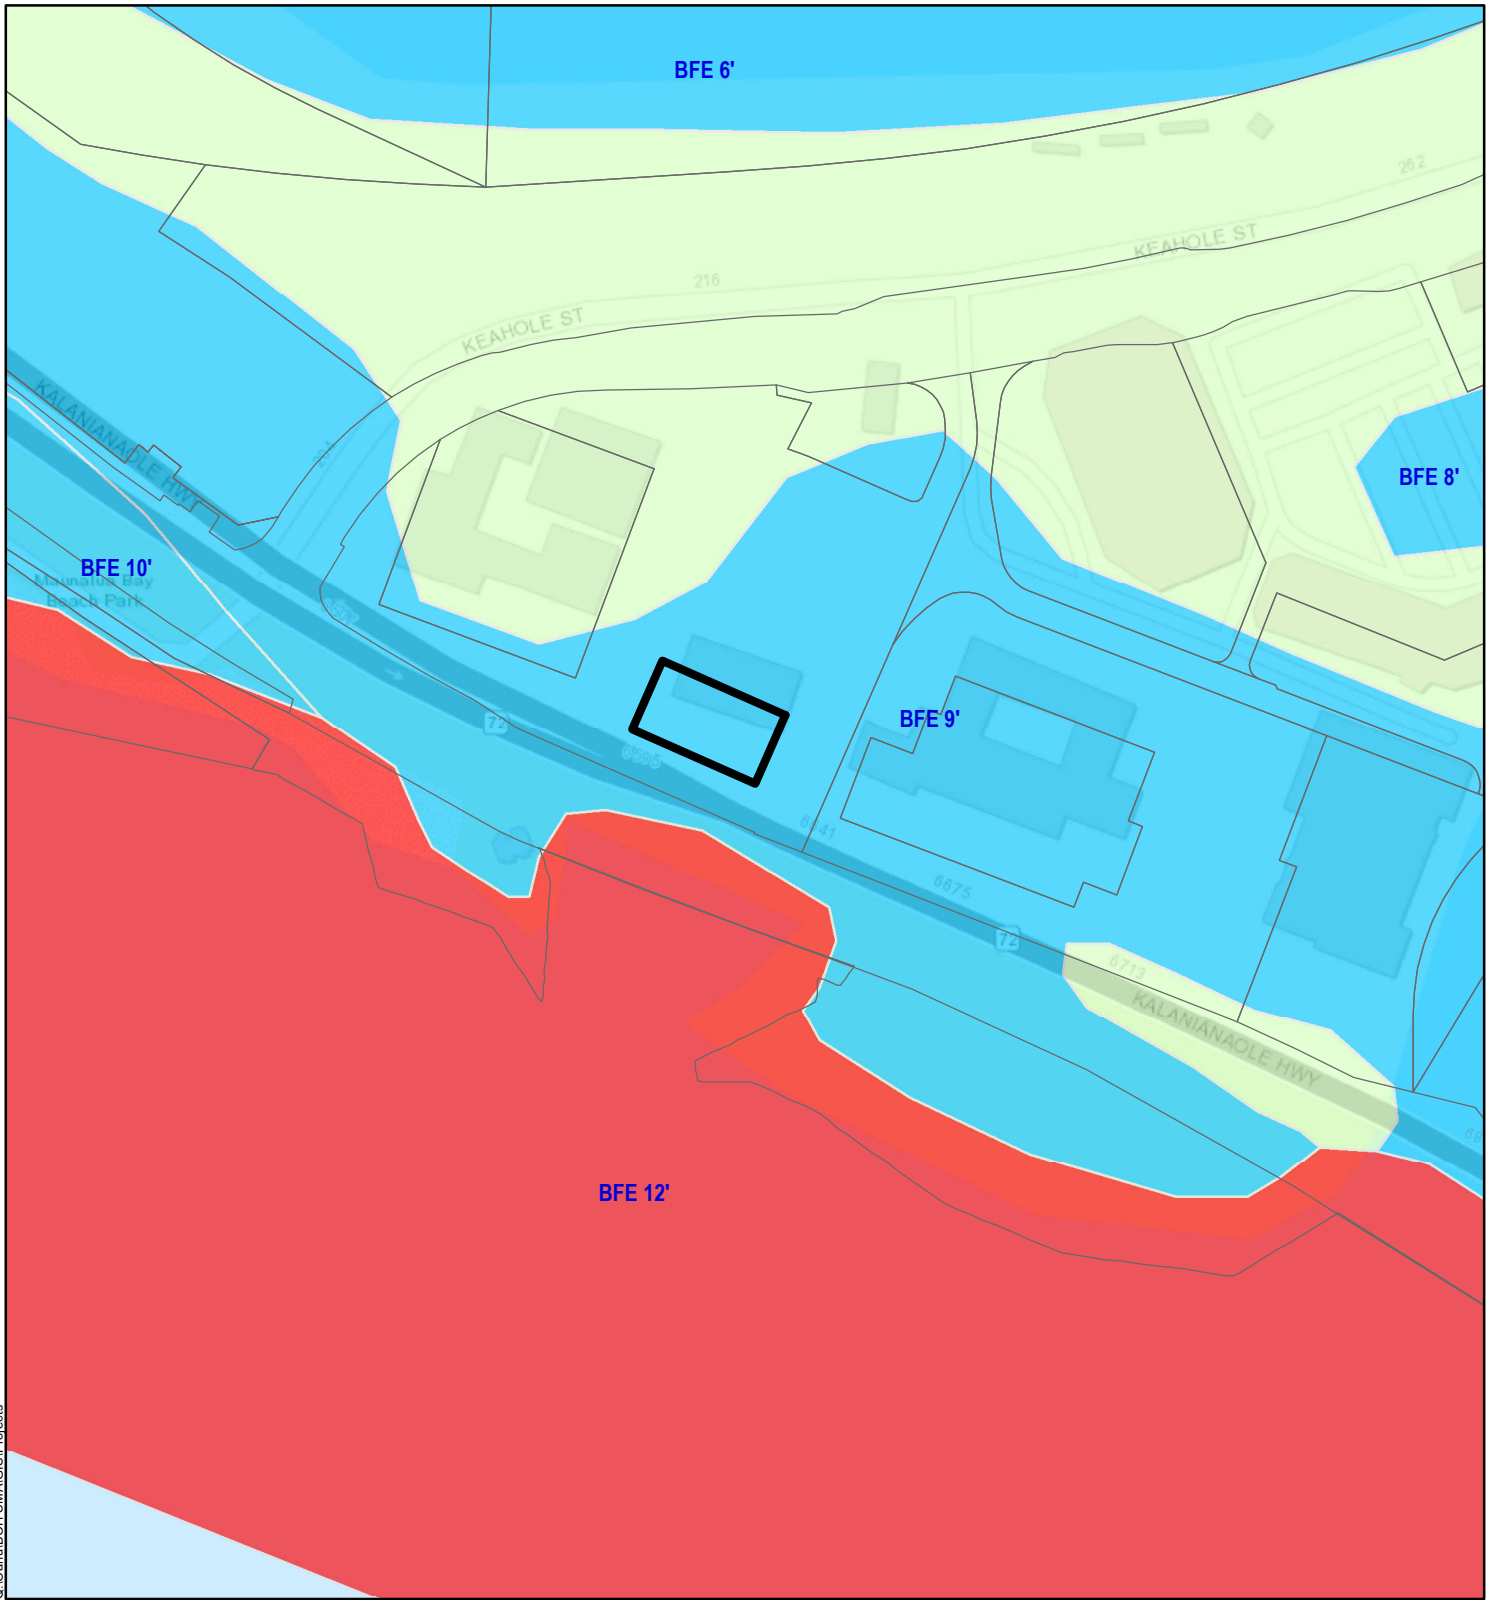 BFE 6'
262
KEAHOLE ST
216
KEAHOLE ST
KALANIANAOLE HWY
BFE 8'
BFE 10'
Maunalua Bay
Beach Park
72
BFE 9'
6695
6641
6675
72
6713
KALANIANAOLE HWY
BFE 12'